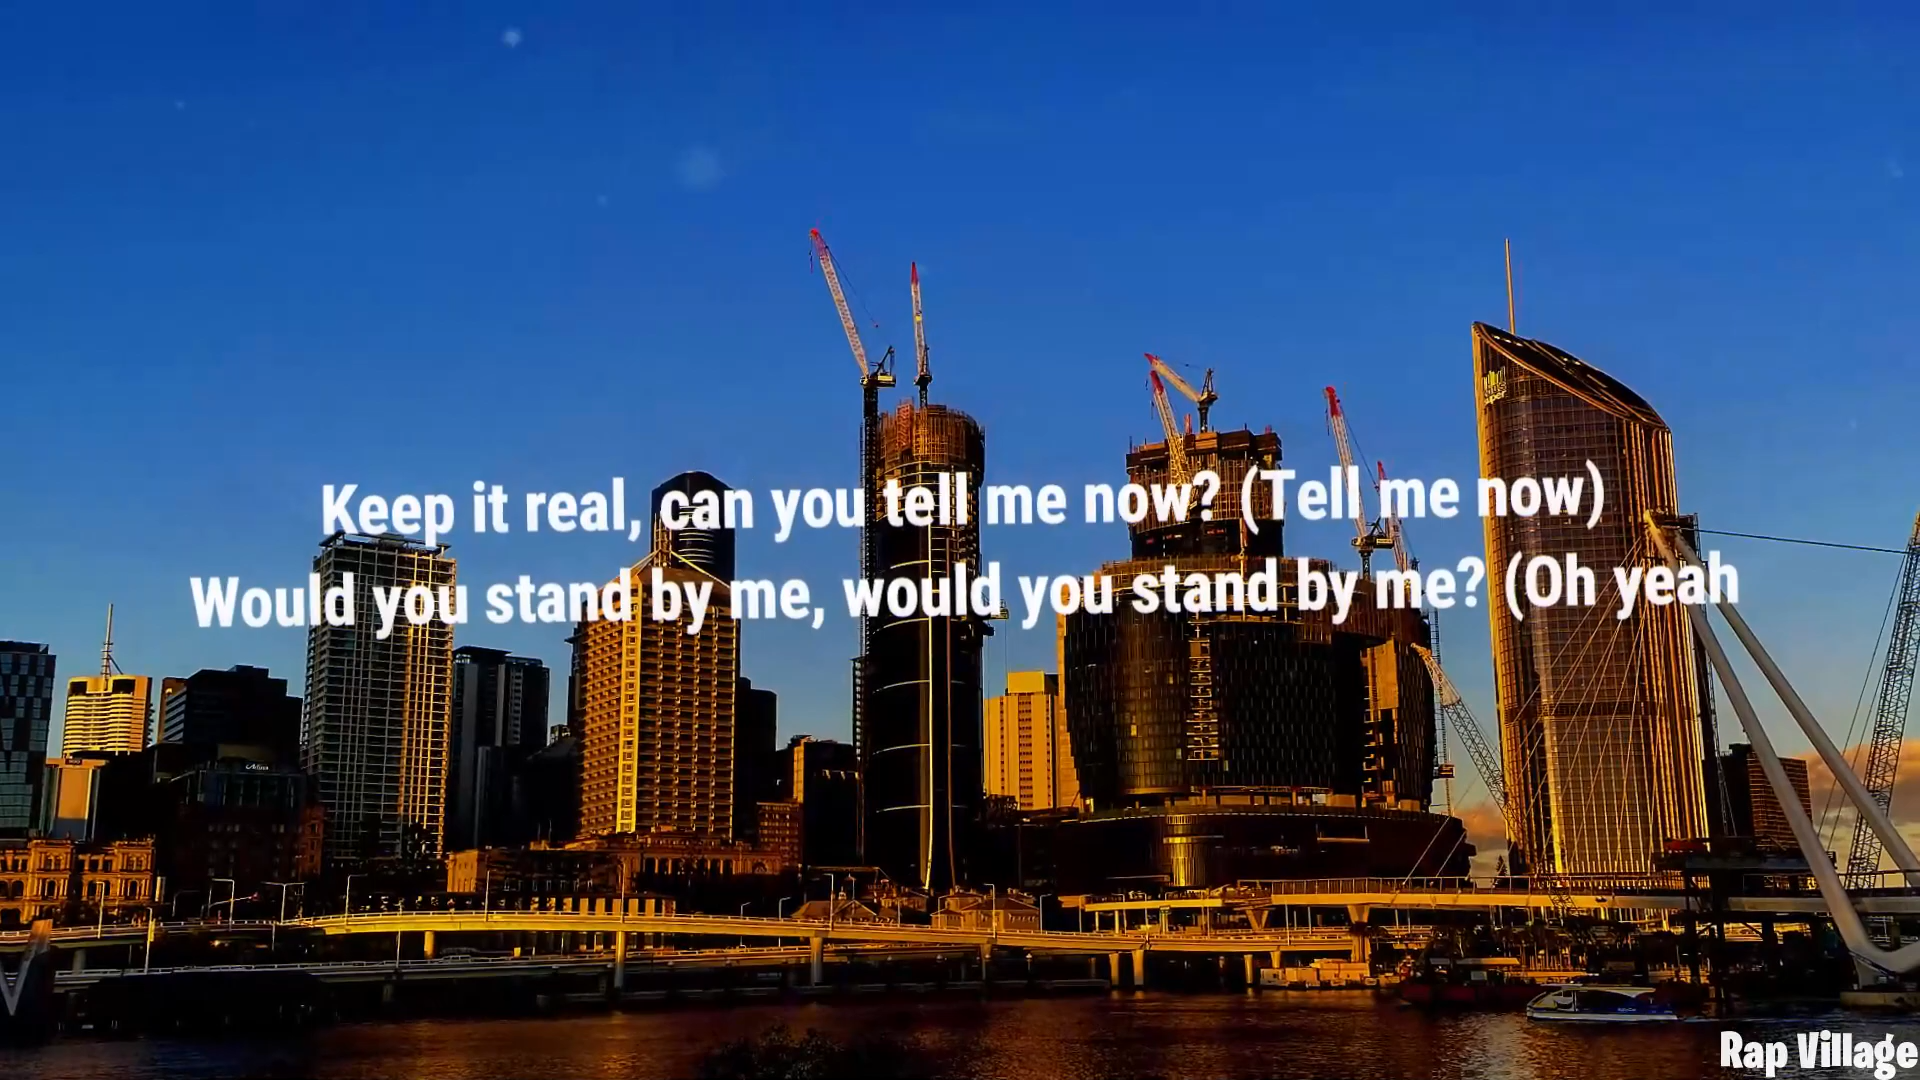 Keep it real, can you tell me now? (Tell me now)
Would you stand by me, would you stand by me? (Oh yeah
super
Rap Village